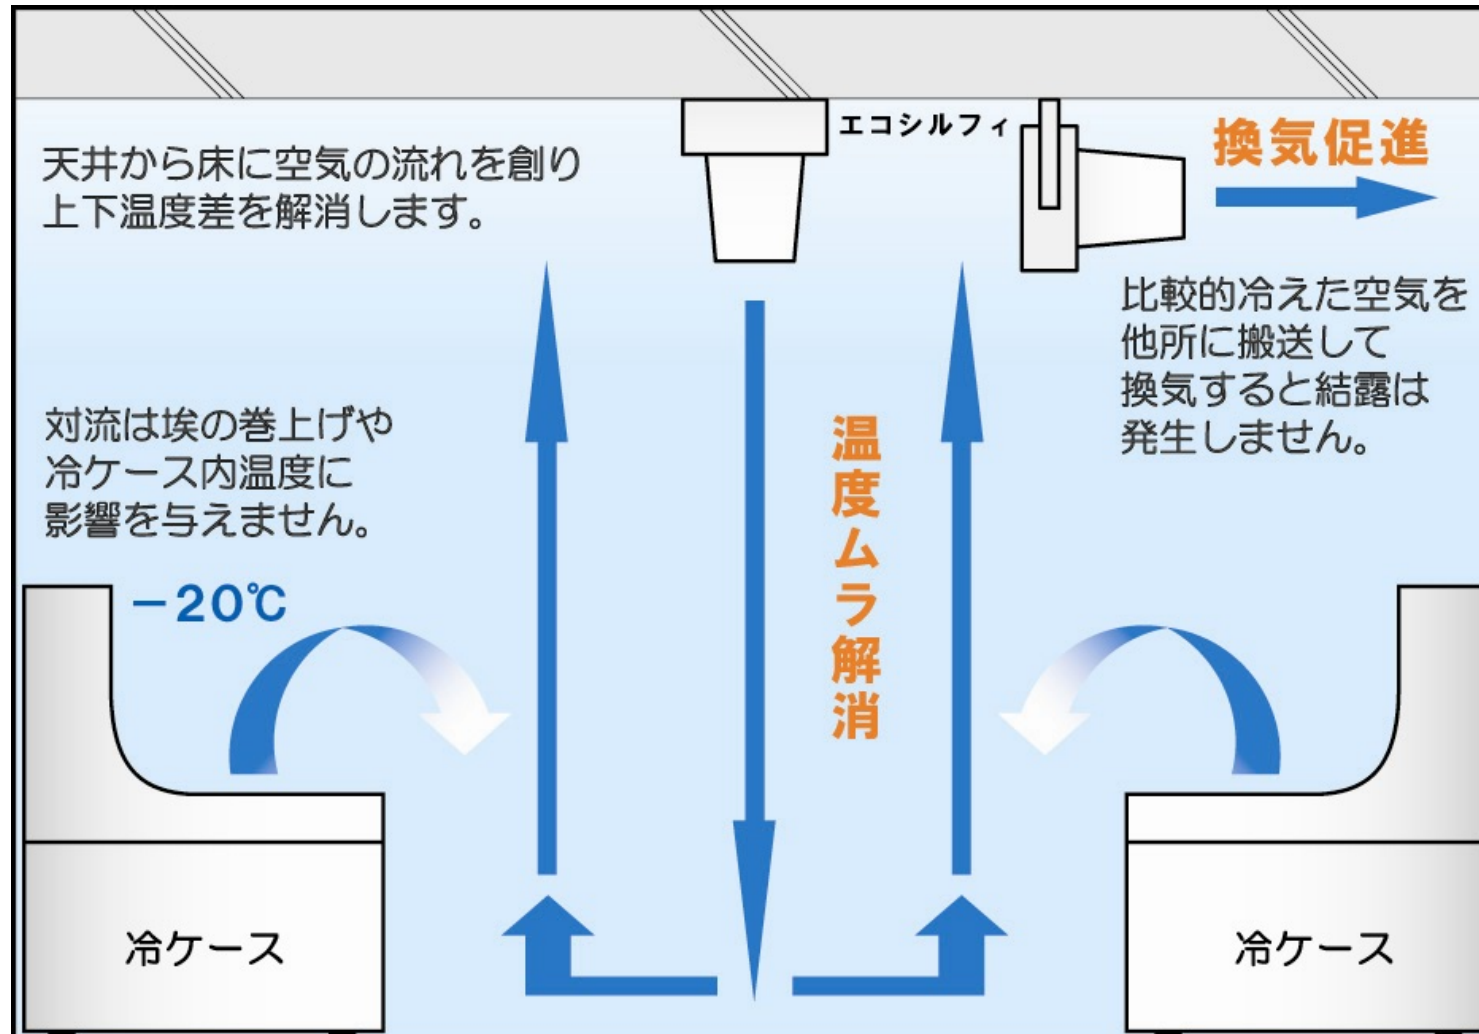 エコシルフィ
換気促進
天井から床に空気の流れを創り
上下温度差を解消します。
比較的冷えた空気を
他所に搬送して
換気すると結露は
発生しません。
対流は埃の巻上げや
冷ケース内温度に
影響を与えません。
温度ムラ解消
−20℃
冷ケース
冷ケース